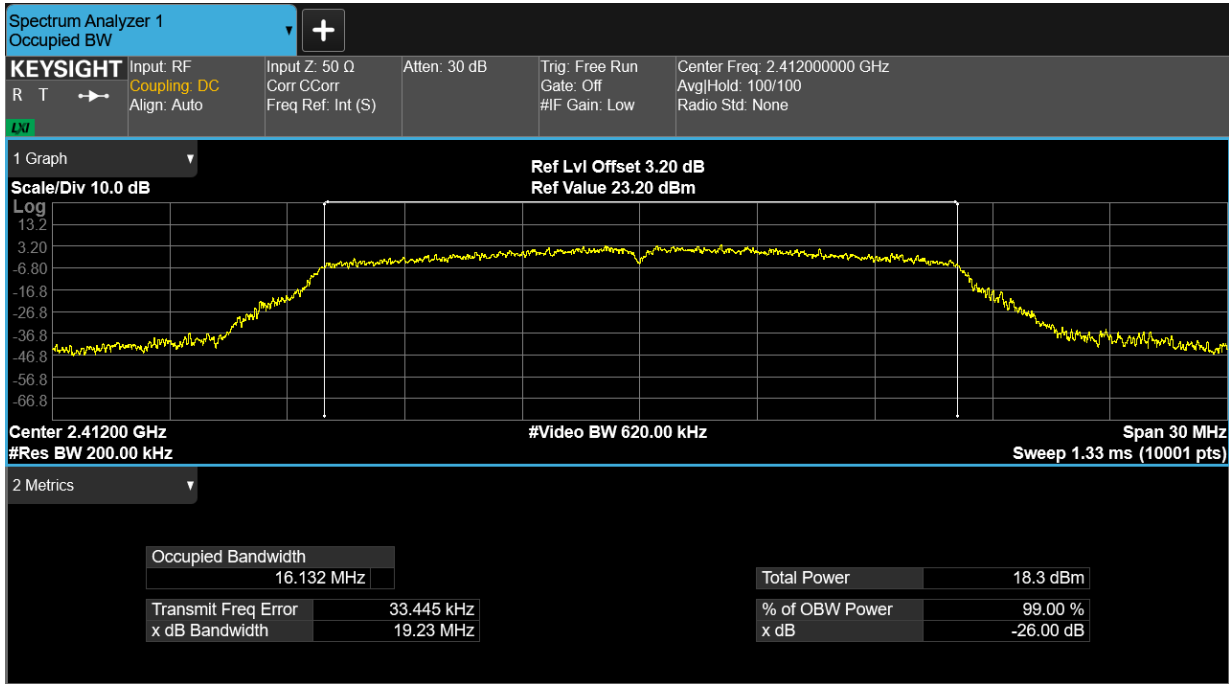 Spectrum Analyzer 1
Occupied BW
KEYSIGHT
R T
LXI
Input: RF
Coupling: DC
Align: Auto
Input Z: 50 Ω
Corr CCorr
Freq Ref: Int (S)
Atten: 30 dB
Trig: Free Run
Gate: Off
#IF Gain: Low
Center Freq: 2.412000000 GHz
Avg|Hold: 100/100
Radio Std: None
1 Graph
Scale/Div 10.0 dB
Ref Lvl Offset 3.20 dB
Ref Value 23.20 dBm
Log
13.2
3.20
-6.80
-16.8
-26.8
-36.8
-46.8
-56.8
-66.8
Center 2.41200 GHz
#Video BW 620.00 kHz
Span 30 MHz
#Res BW 200.00 kHz
Sweep 1.33 ms (10001 pts)
2 Metrics
Occupied Bandwidth
16.132 MHz
Total Power 18.3 dBm
Transmit Freq Error 33.445 kHz
% of OBW Power 99.00 %
x dB Bandwidth 19.23 MHz
x dB -26.00 dB